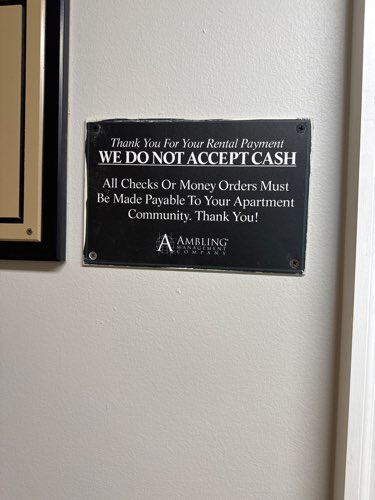 Thank You For Your Rental Payment
WE DO NOT ACCEPT CASH
All Checks Or Money Orders Must
Be Made Payable To Your Apartment
Community. Thank You!
A AMBLING
MANAGEMENT
COMPANY